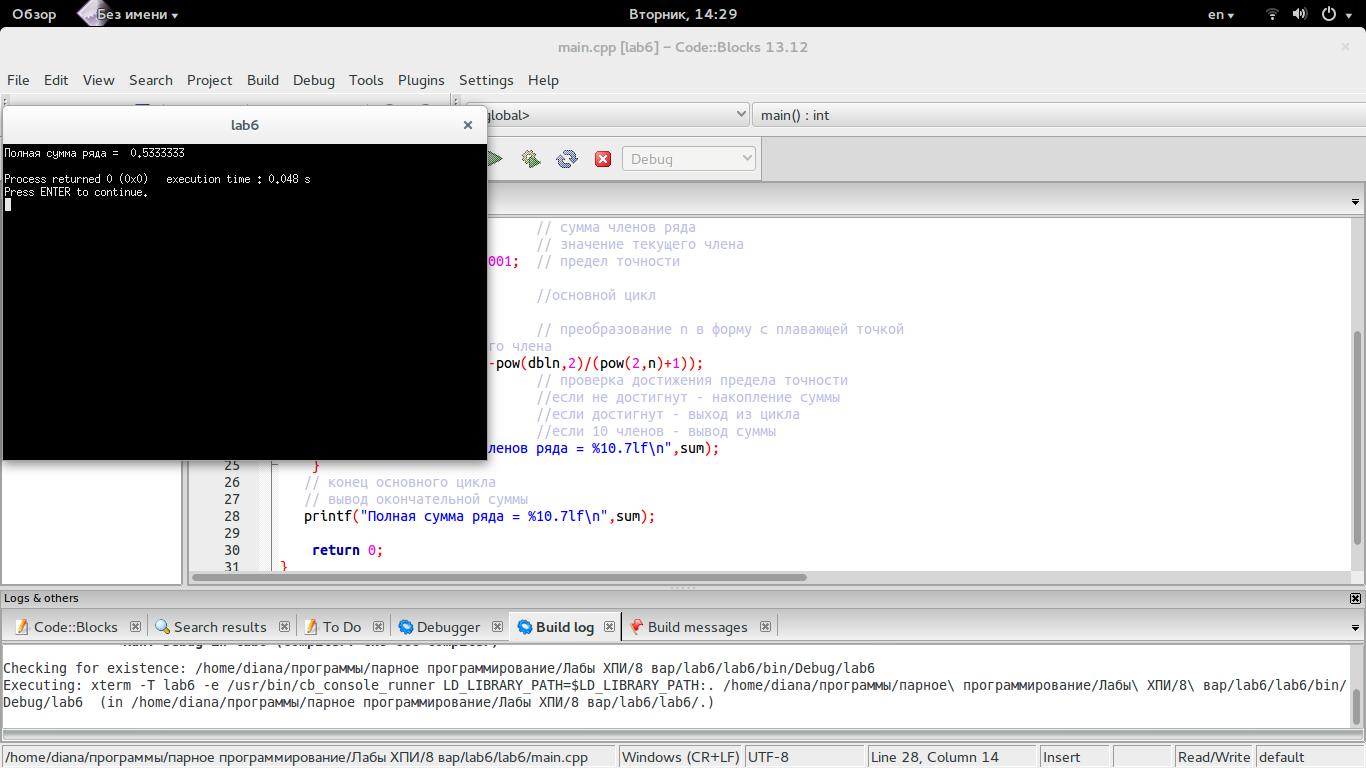 Обзор Без имени Вторник, 14:29 en
main.cpp [lab6] – Code::Blocks 13.12
File Edit View Search Project Build Debug Tools Plugins Settings Help
lobal> main() : int
lab6
Debug
Полная сумма ряда =  0.5333333
Process returned 0 (0x0)   execution time : 0.048 s
Press ENTER to continue.
// сумма членов ряда
// значение текущего члена
001;  // предел точности
//основной цикл
// преобразование n в форму с плавающей точкой
го члена
-pow(dbln,2)/(pow(2,n)+1));
// проверка достижения предела точности
//если не достигнут - накопление суммы
//если достигнут - выход из цикла
//если 10 членов - вывод суммы
ленов ряда = %10.7lf\n",sum);
25 }
26 // конец основного цикла
27 // вывод окончательной суммы
28 printf("Полная сумма ряда = %10.7lf\n",sum);
29
30 return 0;
31 }
Logs & others
Code::Blocks Search results To Do Debugger Build log Build messages
Checking for existence: /home/diana/программы/парное программирование/Лабы ХПИ/8 вар/lab6/lab6/bin/Debug/lab6
Executing: xterm -T lab6 -e /usr/bin/cb_console_runner LD_LIBRARY_PATH=$LD_LIBRARY_PATH:. /home/diana/программы/парное\ программирование/Лабы\ ХПИ/8\ вар/lab6/lab6/bin/
Debug/lab6  (in /home/diana/программы/парное программирование/Лабы ХПИ/8 вар/lab6/lab6/.)
/home/diana/программы/парное программирование/Лабы ХПИ/8 вар/lab6/lab6/main.cpp Windows (CR+LF) UTF-8 Line 28, Column 14 Insert Read/Write default